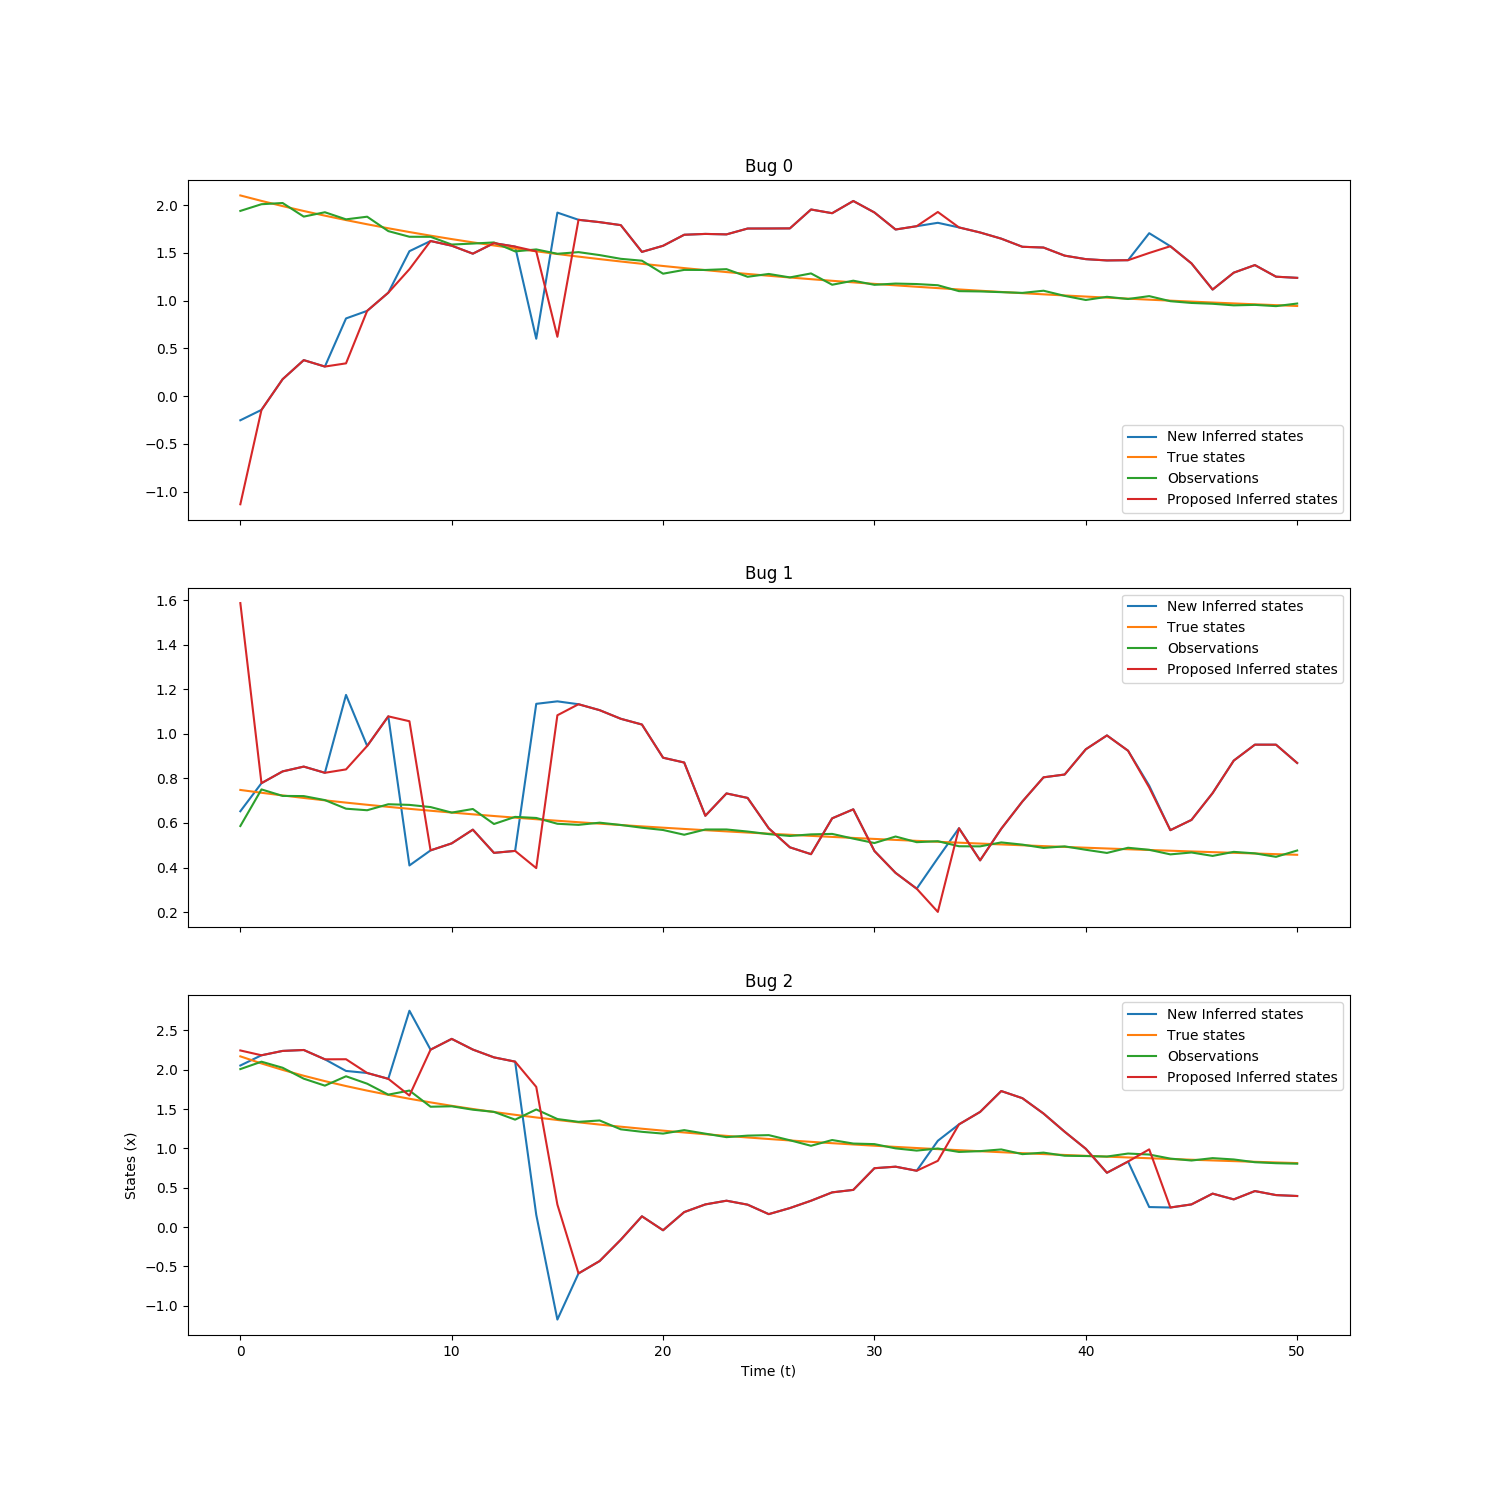 Bug 0
2.0
1.5
1.0
0.5
0.0
−0.5
−1.0
New Inferred states
True states
Observations
Proposed Inferred states
Bug 1
1.6
1.4
1.2
1.0
0.8
0.6
0.4
0.2
New Inferred states
True states
Observations
Proposed Inferred states
Bug 2
2.5
2.0
1.5
1.0
0.5
0.0
−0.5
−1.0
States (x)
New Inferred states
True states
Observations
Proposed Inferred states
0 10 20 30 40 50
Time (t)